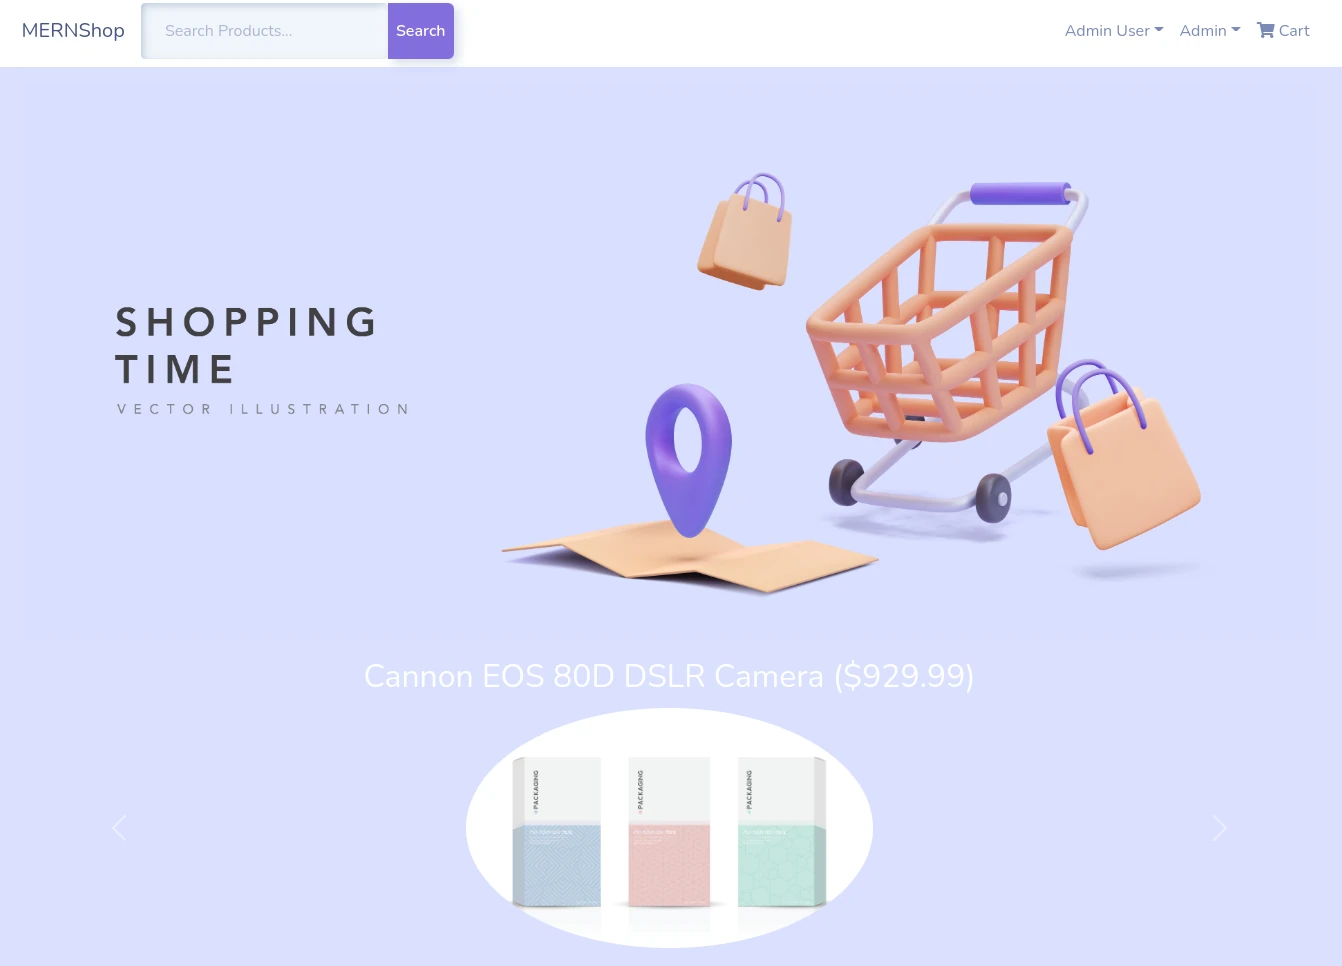 MERNShop
Search Products...
Search
Admin User
Admin
Cart
SHOPPING
TIME
VECTOR ILLUSTRATION
Cannon EOS 80D DSLR Camera ($929.99)
PACKAGING
PACKAGING
PACKAGING